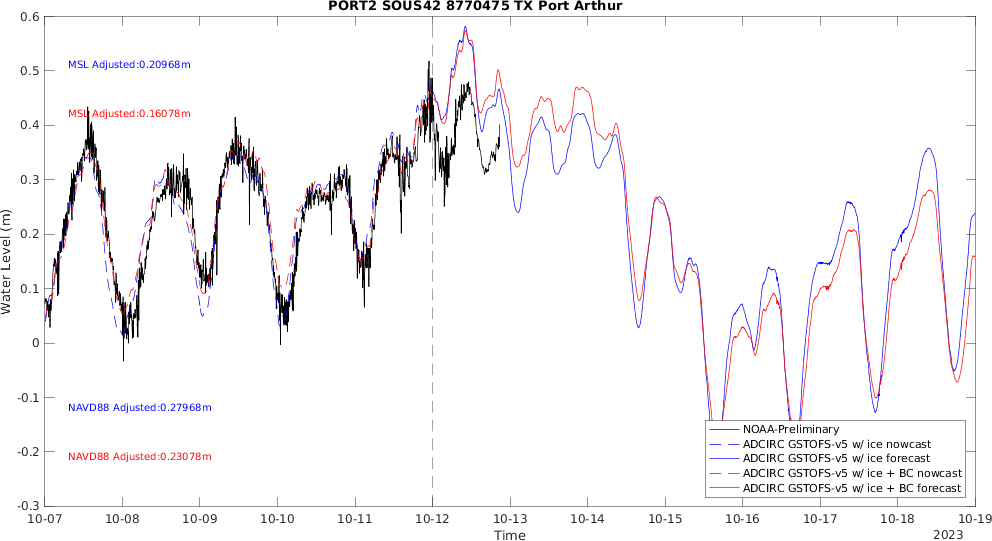 PORT2 SOUS42 8770475 TX Port Arthur
0.6
0.5
0.4
0.3
0.2
0.1
0
-0.1
-0.2
-0.3
Water Level (m)
MSL Adjusted:0.20968m
MSL Adjusted:0.16078m
NAVD88 Adjusted:0.27968m
NAVD88 Adjusted:0.23078m
NOAA-Preliminary
ADCIRC GSTOFS-v5 w/ ice nowcast
ADCIRC GSTOFS-v5 w/ ice forecast
ADCIRC GSTOFS-v5 w/ ice + BC nowcast
ADCIRC GSTOFS-v5 w/ ice + BC forecast
10-07 10-08 10-09 10-10 10-11 10-12 10-13 10-14 10-15 10-16 10-17 10-18 10-19
Time
2023